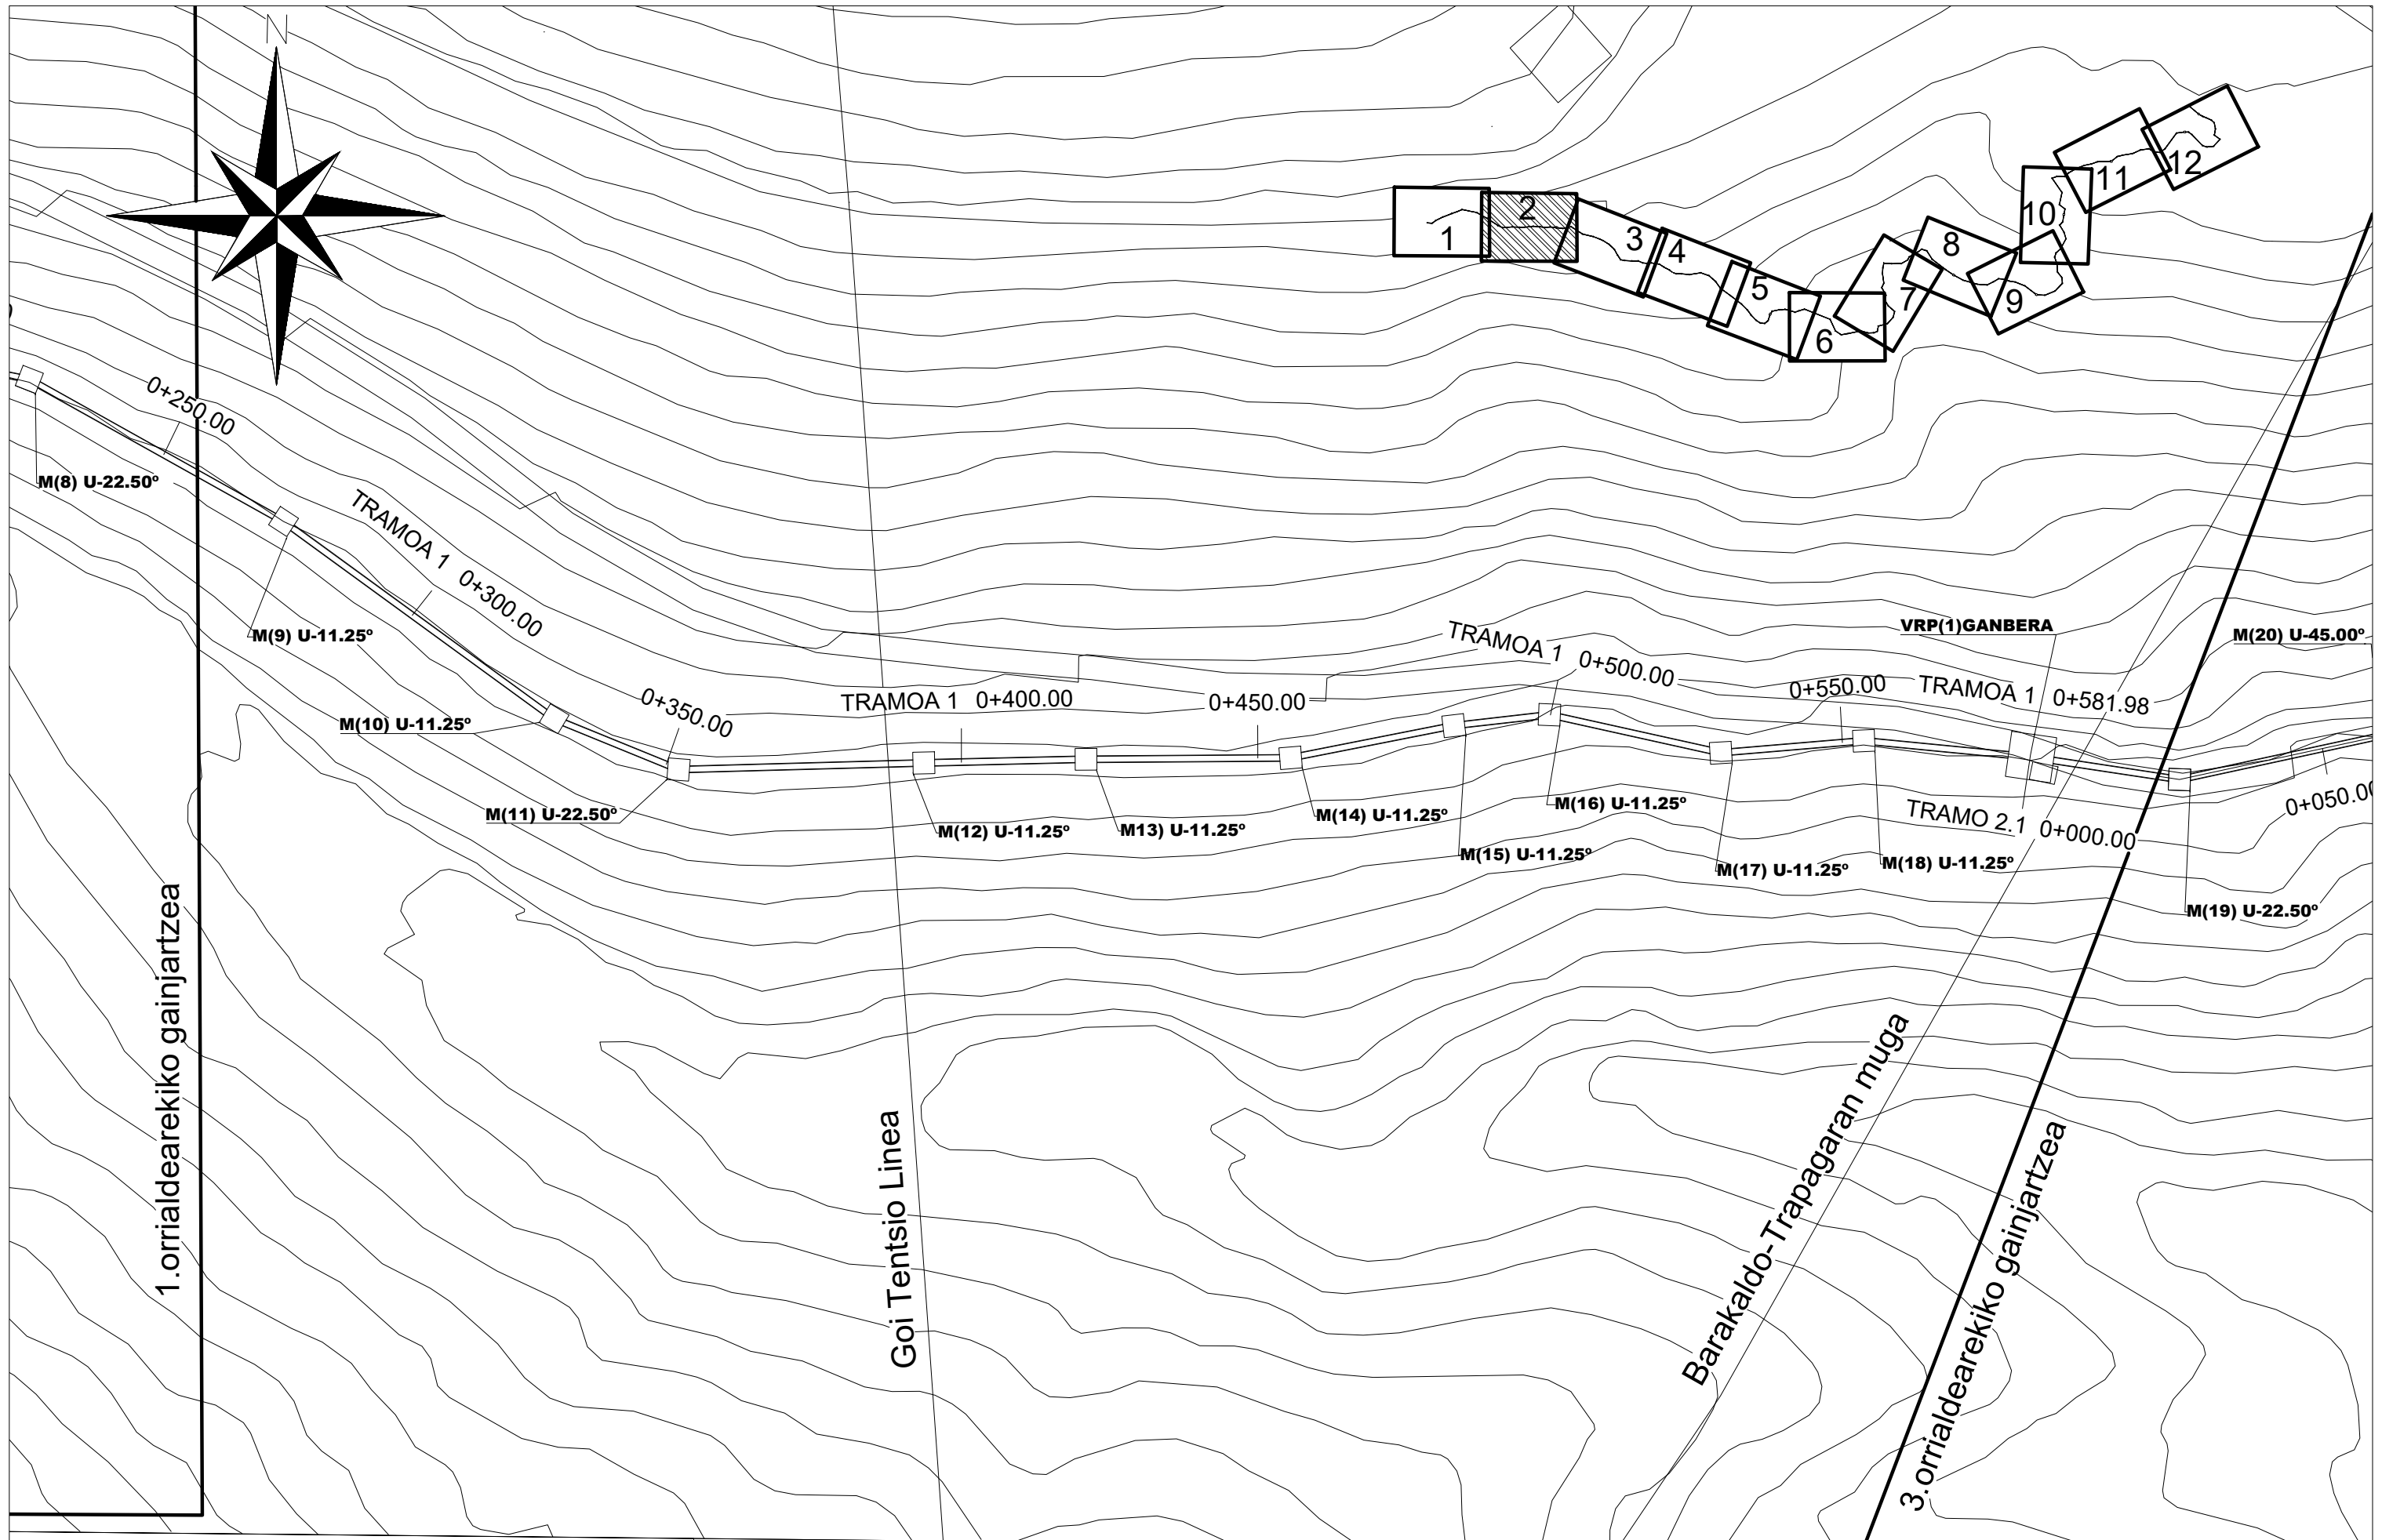 N
1
2
3
4
5
6
7
8
9
10
11
12
0+250.00
M(8) U-22.50º
TRAMOA 1 0+300.00
M(9) U-11.25º
M(10) U-11.25º
0+350.00
M(11) U-22.50º
TRAMOA 1 0+400.00
M(12) U-11.25º
M13) U-11.25º
0+450.00
M(14) U-11.25º
TRAMOA 1 0+500.00
M(15) U-11.25º
M(16) U-11.25º
M(17) U-11.25º
0+550.00
M(18) U-11.25º
VRP(1)GANBERA
TRAMOA 1 0+581.98
TRAMO 2.1 0+000.00
M(20) U-45.00º
0+050.00
M(19) U-22.50º
1.orrialdearekiko gainjartzea
Goi Tentsio Linea
Barakaldo-Trapagaran muga
3.orrialdearekiko gainjartzea